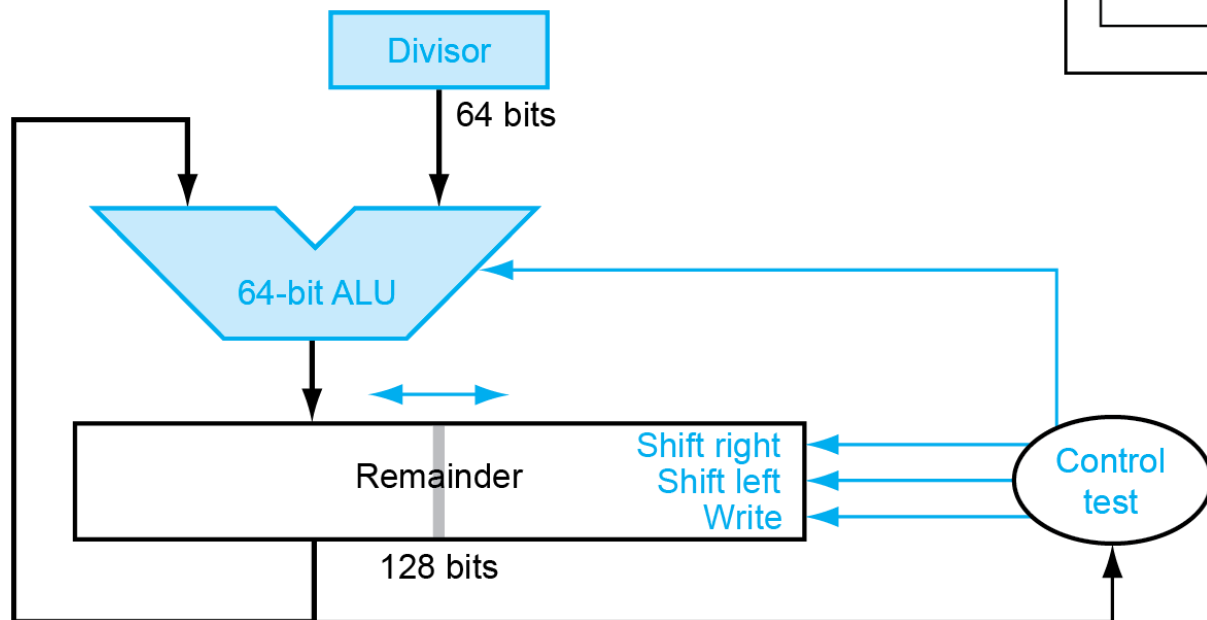 Divisor
64 bits
64-bit ALU
Remainder
Shift right
Shift left
Write
128 bits
Control
test